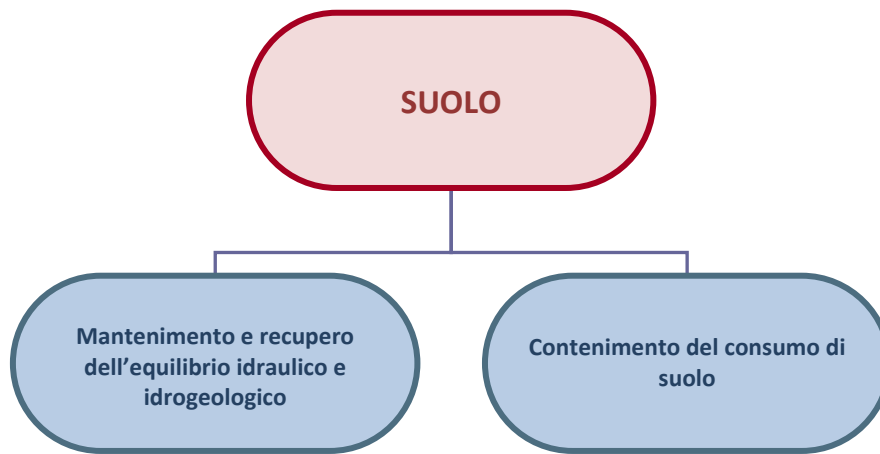 SUOLO
Mantenimento e recupero
dell’equilibrio idraulico e
idrogeologico
Contenimento del consumo di
suolo